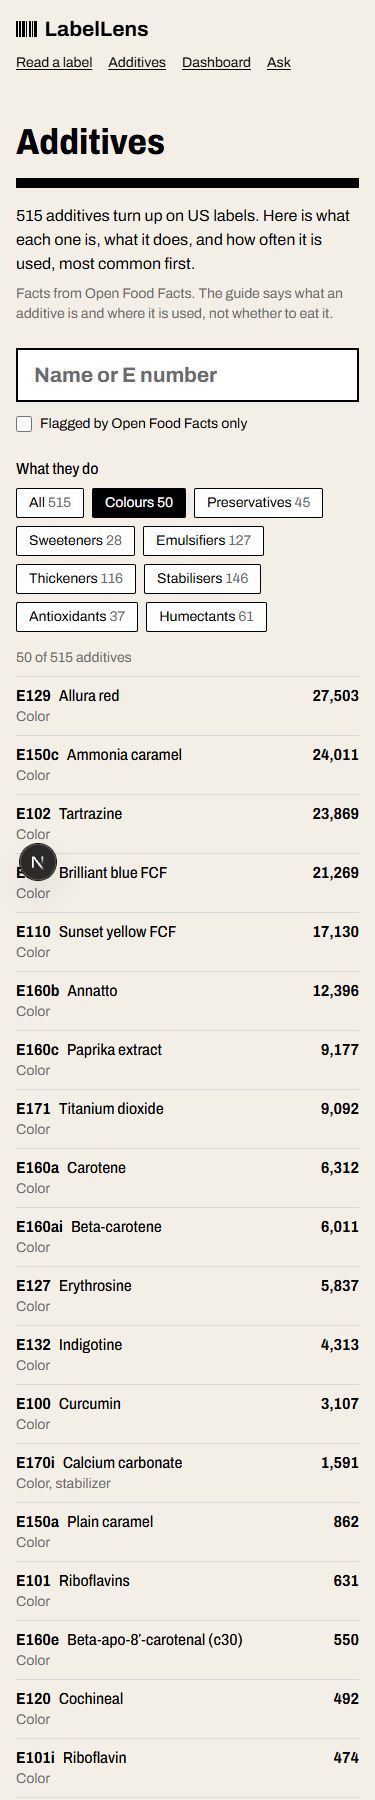 LabelLens
Read a label Additives Dashboard Ask
Additives
515 additives turn up on US labels. Here is what
each one is, what it does, and how often it is
used, most common first.
Facts from Open Food Facts. The guide says what an
additive is and where it is used, not whether to eat it.
Name or E number
Flagged by Open Food Facts only
What they do
All 515 Colours 50 Preservatives 45
Sweeteners 28 Emulsifiers 127
Thickeners 116 Stabilisers 146
Antioxidants 37 Humectants 61
50 of 515 additives
E129 Allura red 27,503
Color
E150c Ammonia caramel 24,011
Color
E102 Tartrazine 23,869
Color
N
Brilliant blue FCF 21,269
Color
E110 Sunset yellow FCF 17,130
Color
E160b Annatto 12,396
Color
E160c Paprika extract 9,177
Color
E171 Titanium dioxide 9,092
Color
E160a Carotene 6,312
Color
E160ai Beta-carotene 6,011
Color
E127 Erythrosine 5,837
Color
E132 Indigotine 4,313
Color
E100 Curcumin 3,107
Color
E170i Calcium carbonate 1,591
Color, stabilizer
E150a Plain caramel 862
Color
E101 Riboflavins 631
Color
E160e Beta-apo-8′-carotenal (c30) 550
Color
E120 Cochineal 492
Color
E101i Riboflavin 474
Color